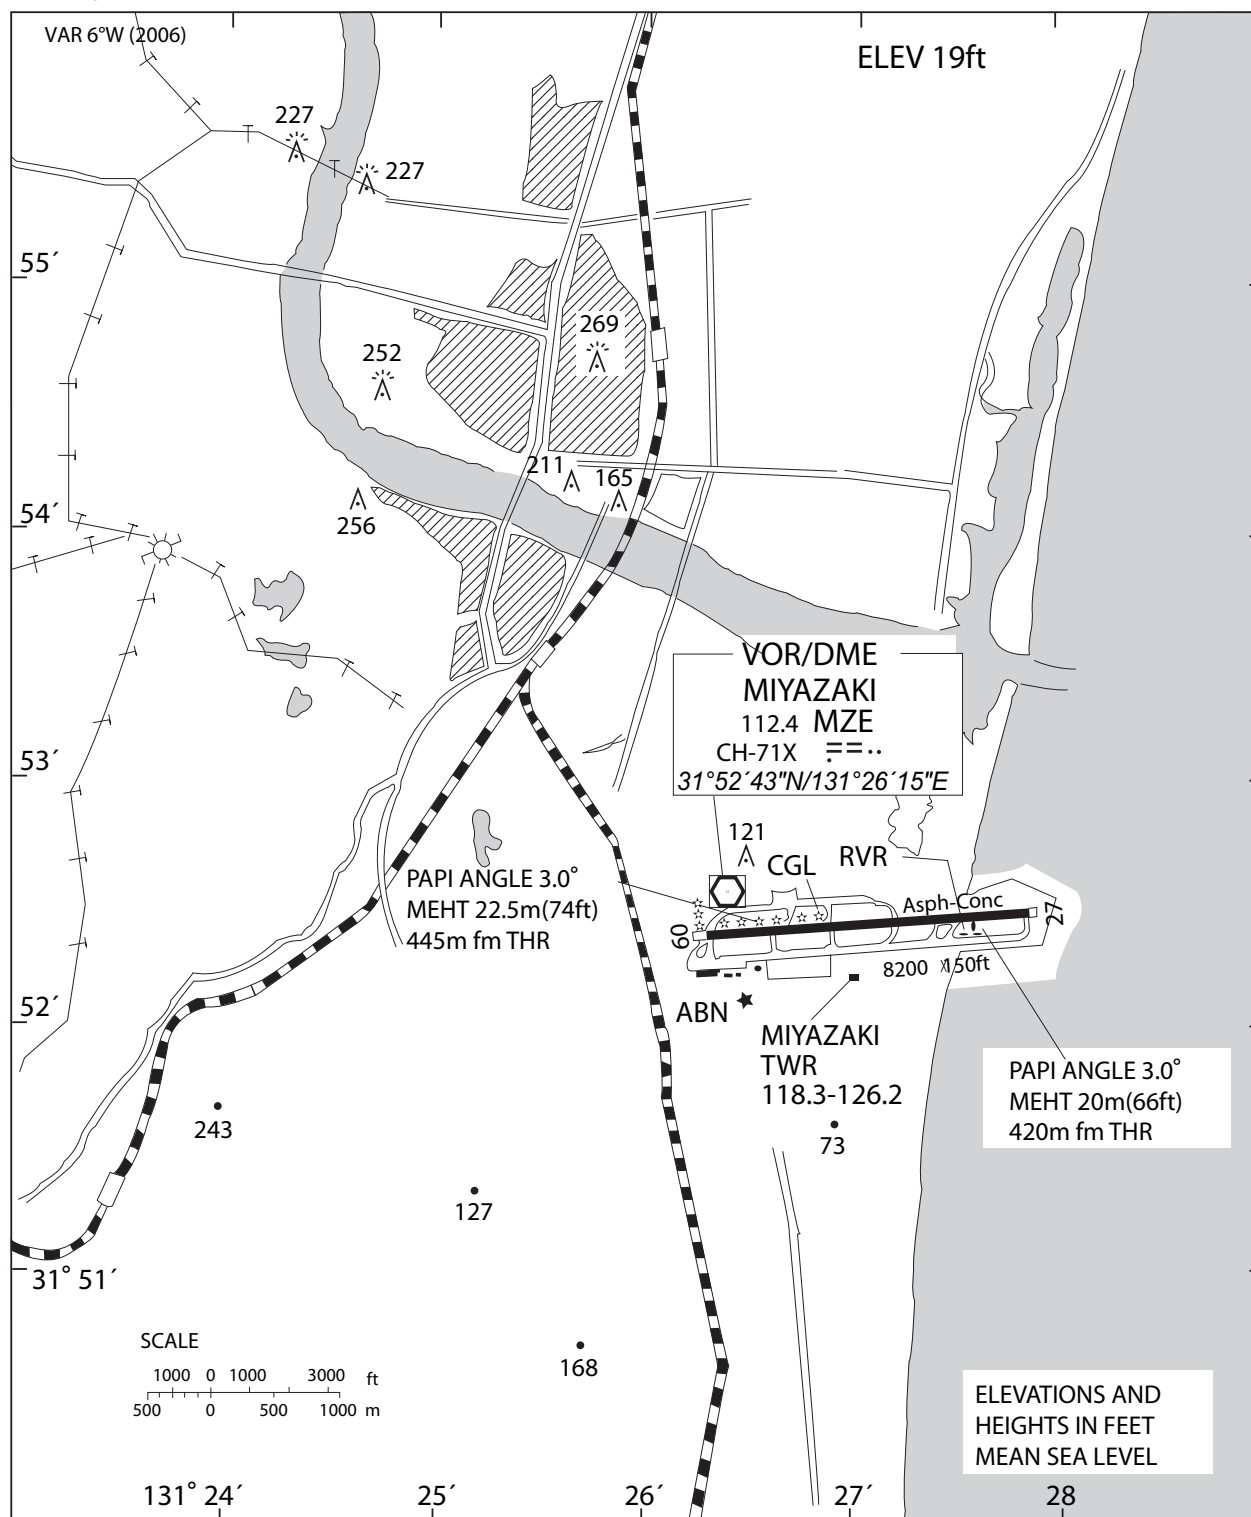 VAR 6°W (2006)
ELEV 19ft
227
227
55´
269
252
211
165
54´
256
VOR/DME
MIYAZAKI
112.4 MZE
CH-71X
31°52´43"N/131°26´15"E
53´
121
CGL
RVR
PAPI ANGLE 3.0°
MEHT 22.5m(74ft)
445m fm THR
Asph-Conc
09
27
8200 X150ft
52´
ABN
MIYAZAKI
TWR
118.3-126.2
PAPI ANGLE 3.0°
MEHT 20m(66ft)
420m fm THR
243
73
127
31° 51´
SCALE
1000 0 1000 3000 ft
500 0 500 1000 m
168
ELEVATIONS AND
HEIGHTS IN FEET
MEAN SEA LEVEL
131° 24´ 25´ 26´ 27´ 28